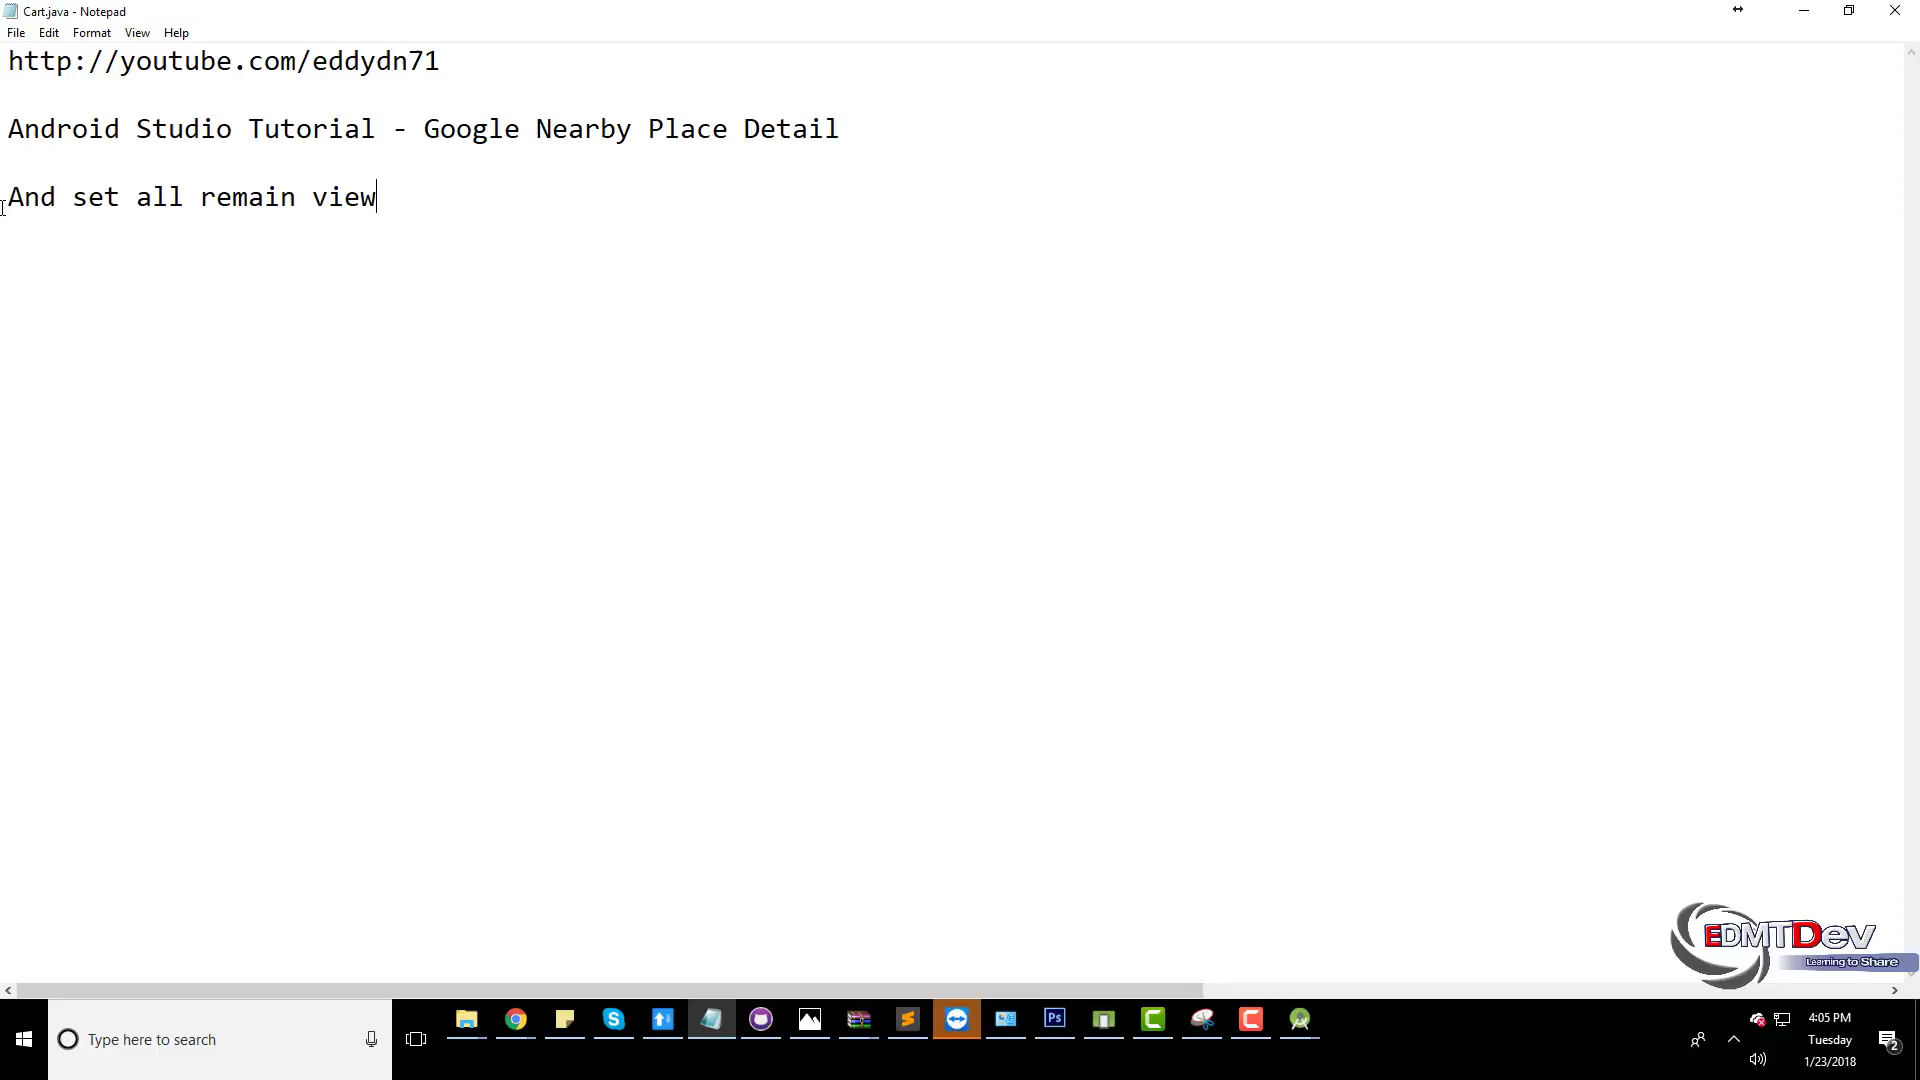 Cart.java - Notepad
File Edit Format View Help
http://youtube.com/eddydn71
Android Studio Tutorial - Google Nearby Place Detail
And set all remain view
EDMTDev
Learning to Share
Type here to search
Ps
4:05 PM
Tuesday
1/23/2018
2